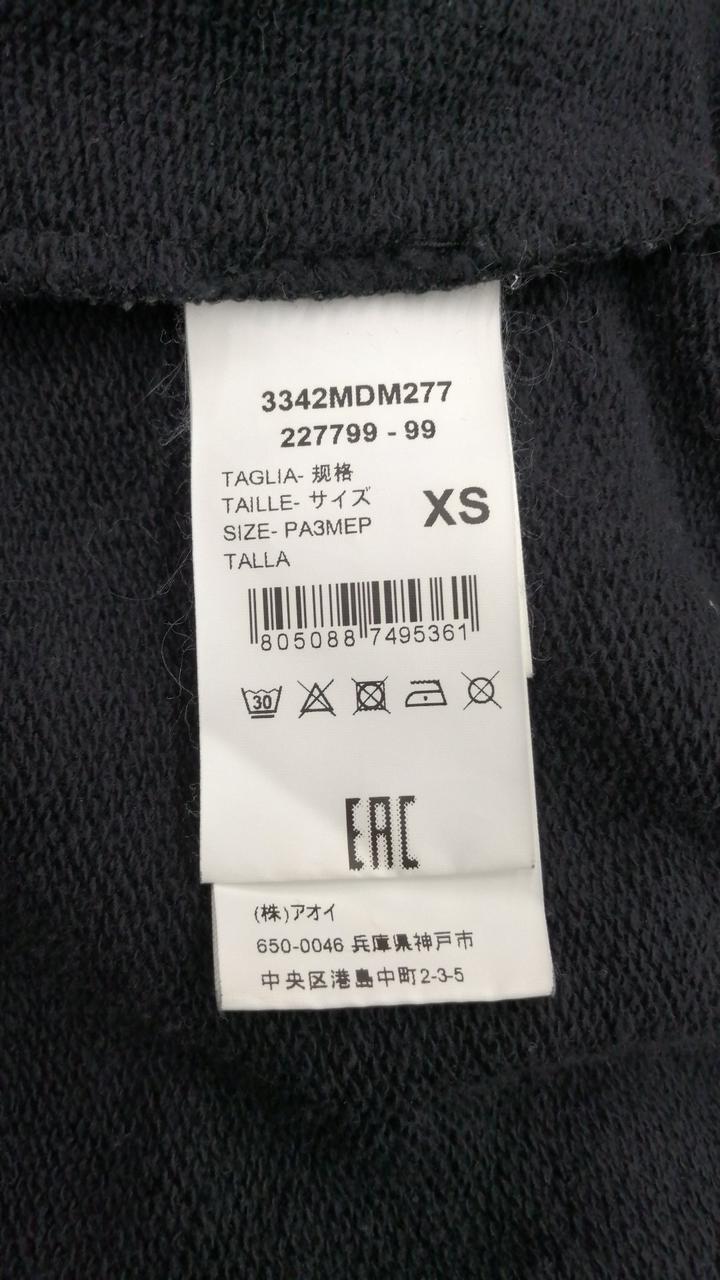 3342MDM277
227799 - 99
TAGLIA- 规格
TAILLE- サイズ
SIZE- РАЗМЕР
TALLA
XS
805088 7495361
30
EAC
(株)アオイ
650-0046 兵庫県神戸市
中央区港島中町2-3-5